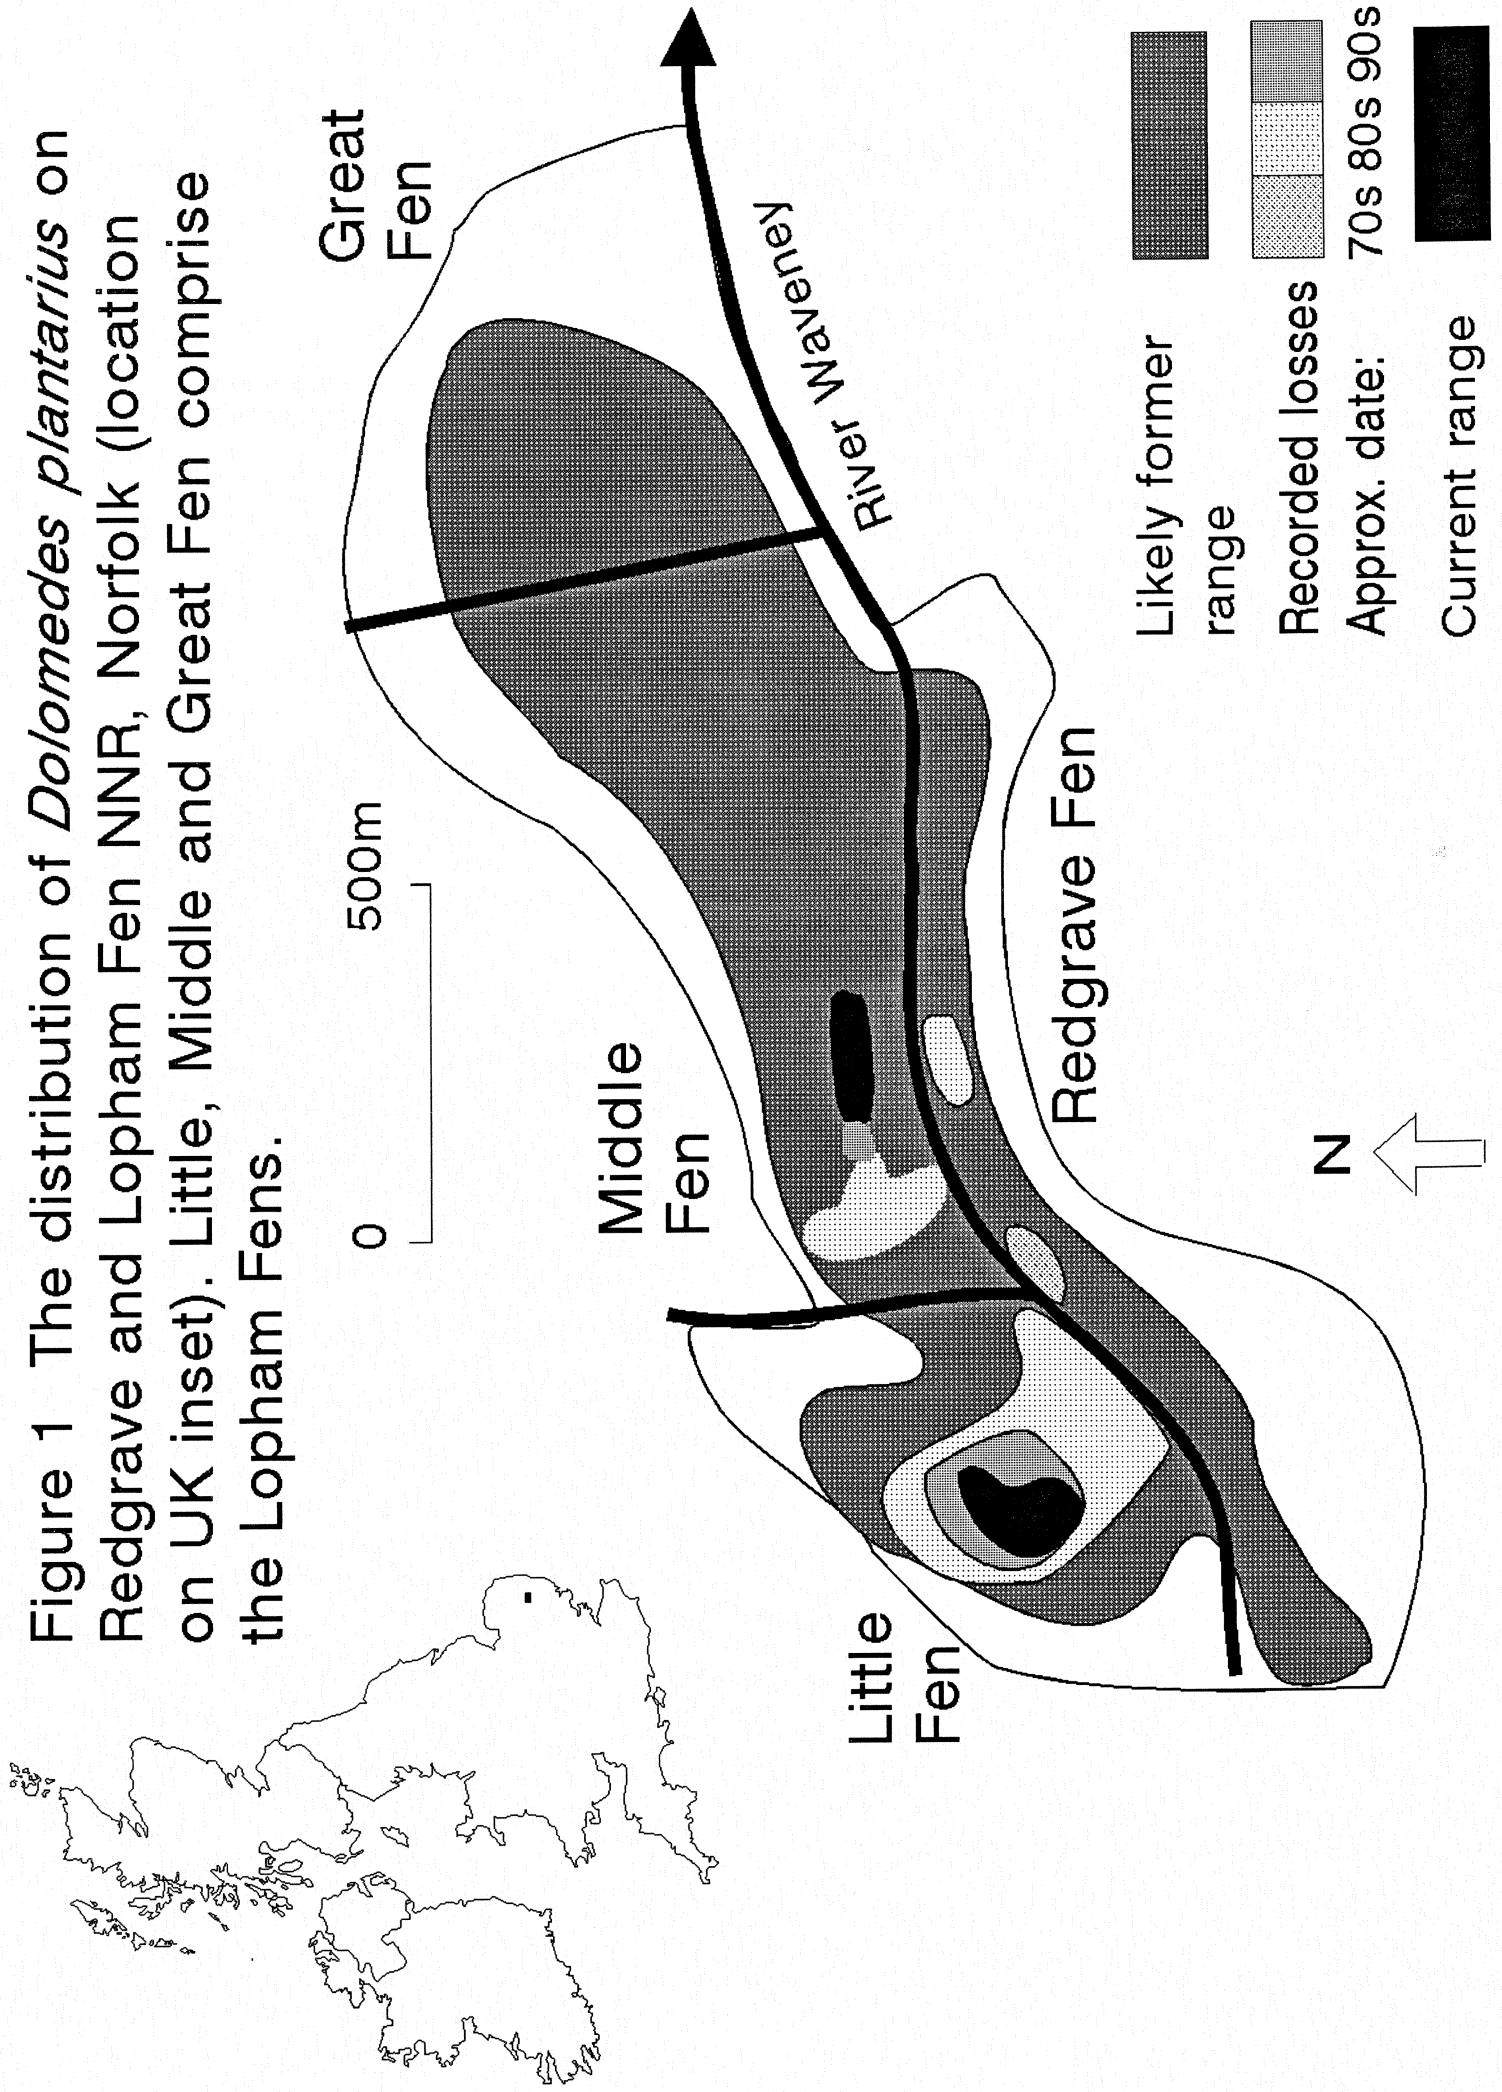 Figure 1 The distribution of Dolomedes plantarius on
Redgrave and Lopham Fen NNR, Norfolk (location
on UK inset). Little, Middle and Great Fen comprise
the Lopham Fens.
0
500m
Great
Fen
Middle
Fen
Little
Fen
River Waveney
Redgrave Fen
N
Likely former
range
Recorded losses
Approx. date:
70s 80s 90s
Current range